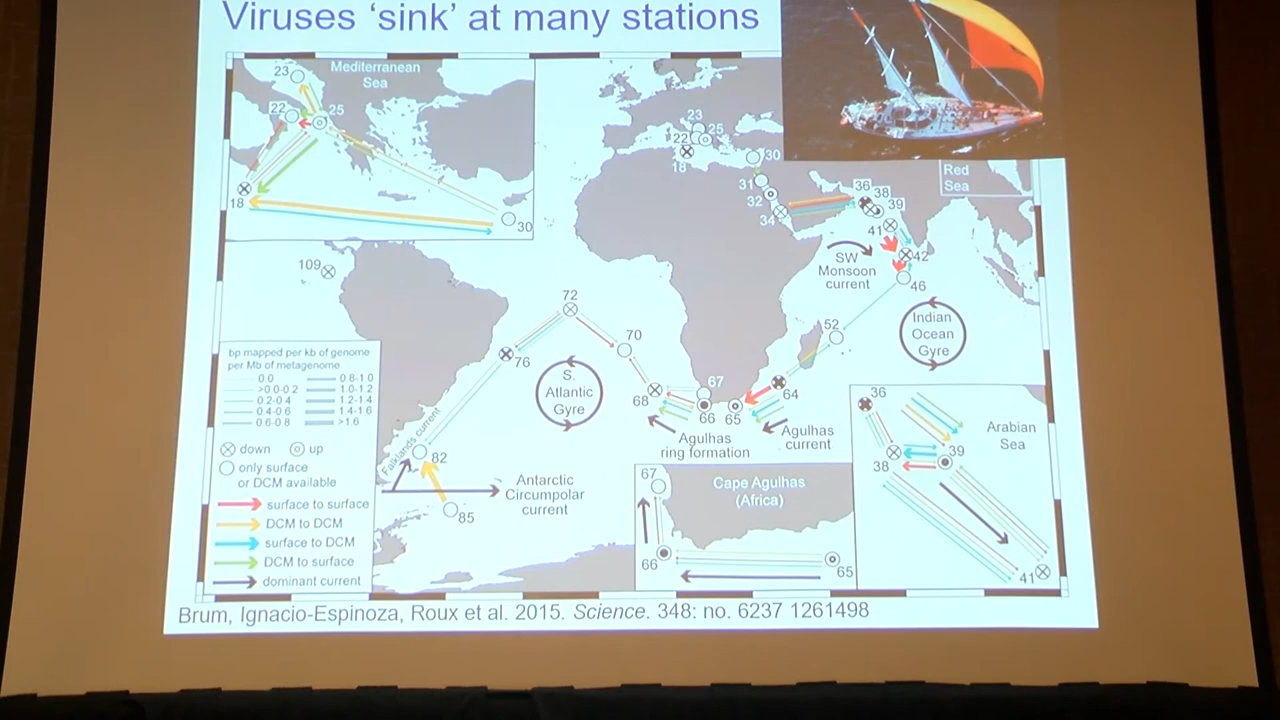 Viruses ‘sink’ at many stations
Mediterranean
Sea
23
22
25
18
30
23
22
25
18
30
31
32
34
Red
Sea
36
38
39
41
42
46
SW
Monsoon
current
109
72
76
70
52
Indian
Ocean
Gyre
S.
Atlantic
Gyre
68
67
66
65
64
Agulhas
ring formation
Agulhas
current
Falklands current
82
85
Antarctic
Circumpolar
current
bp mapped per kb of genome
per Mb of metagenome
0.0
>0.0-0.2
0.2-0.4
0.4-0.6
0.6-0.8
0.8-1.0
1.0-1.2
1.2-1.4
1.4-1.6
>1.6
down
up
only surface
or DCM available
surface to surface
DCM to DCM
surface to DCM
DCM to surface
dominant current
67
Cape Agulhas
(Africa)
66
65
36
Arabian
Sea
38
39
41
Brum, Ignacio-Espinoza, Roux et al. 2015. Science. 348: no. 6237 1261498